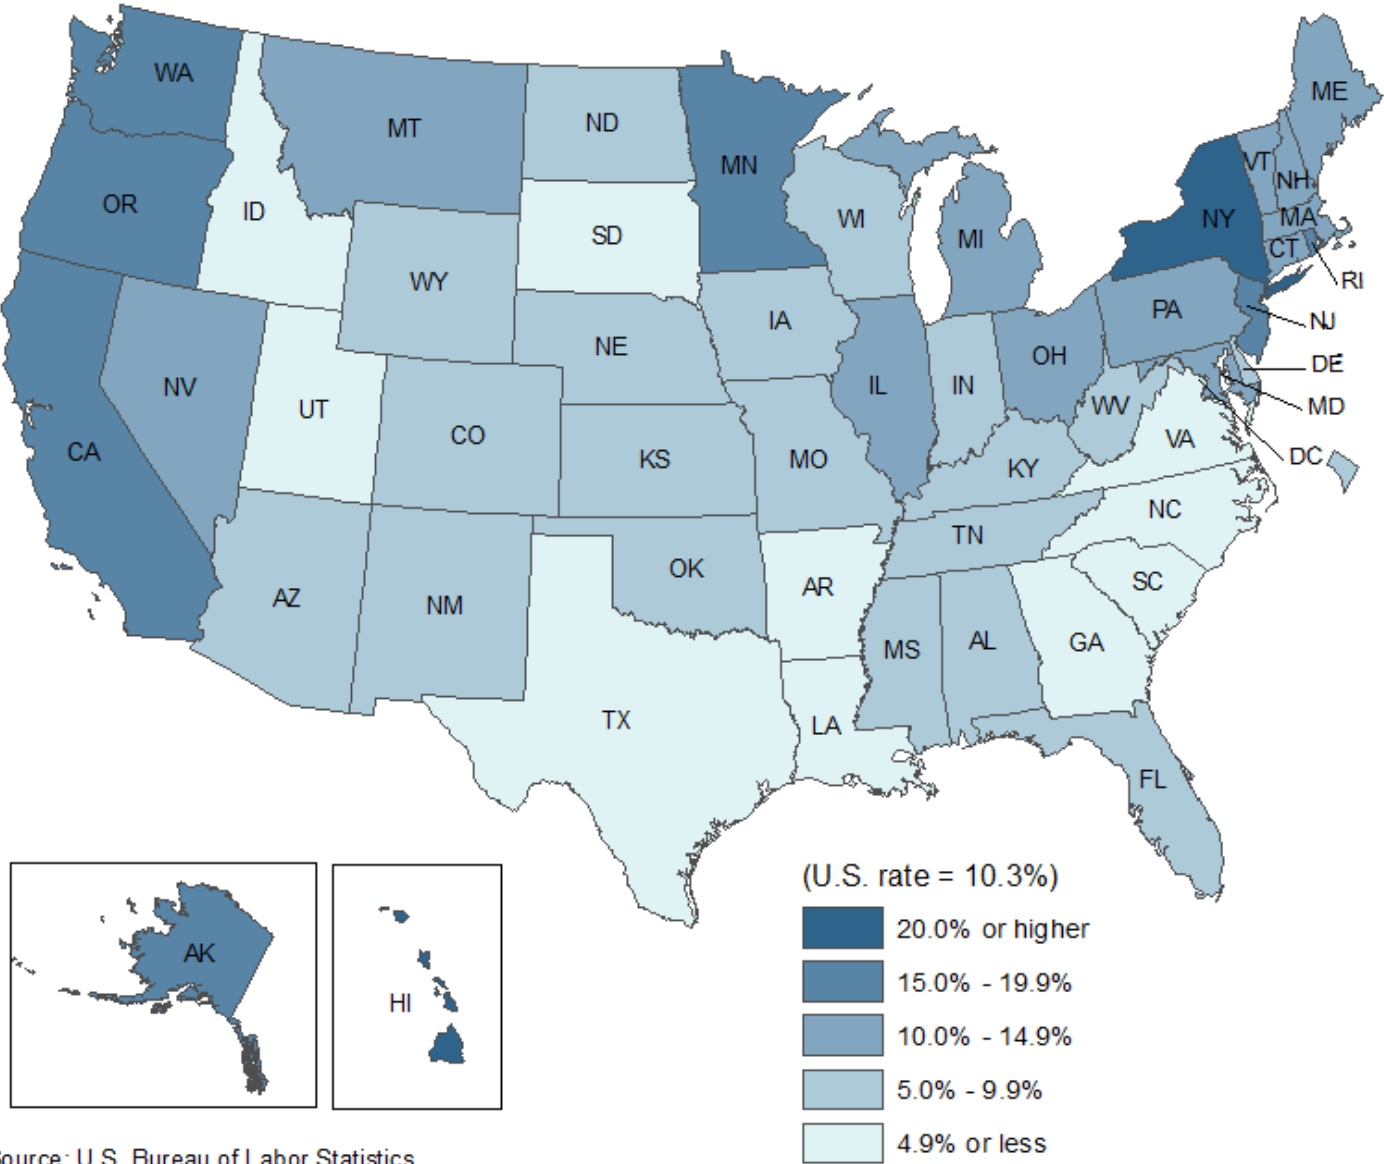 WA
MT
ND
MN
ME
OR
ID
SD
WI
MI
VT
NH
NY
MA
CT
RI
WY
IA
NE
PA
NJ
NV
UT
CO
IL
IN
OH
DE
MD
WV
CA
KS
MO
KY
VA
DC
NC
TN
OK
AR
SC
AZ
NM
MS
AL
GA
TX
LA
FL
AK
HI
(U.S. rate = 10.3%)
20.0% or higher
15.0% - 19.9%
10.0% - 14.9%
5.0% - 9.9%
4.9% or less
Source: U.S. Bureau of Labor Statistics